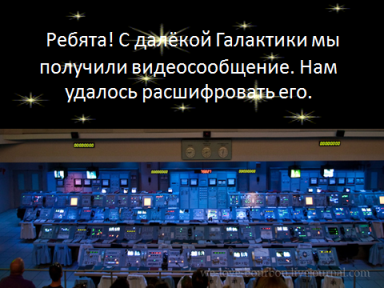 Ребята! С далёкой Галактики мы
получили видеосообщение. Нам
удалось расшифровать его.